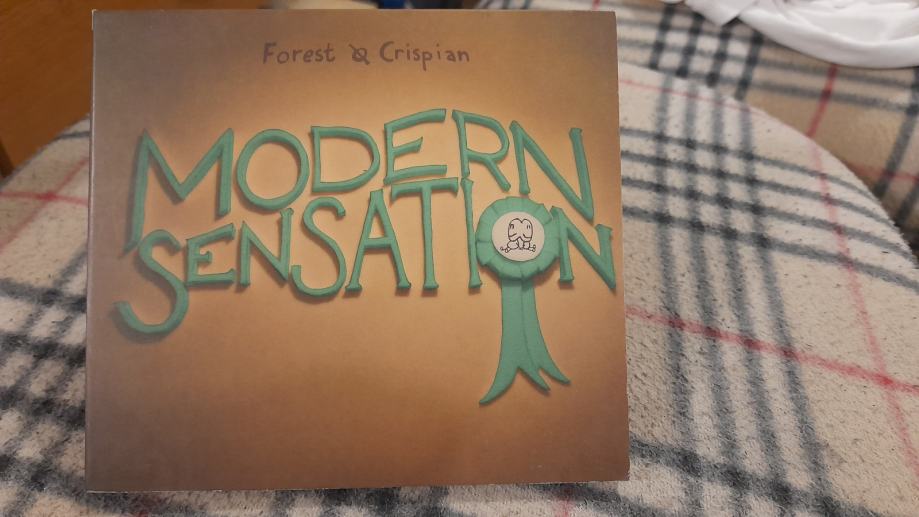 Forest & Crispian
MODERN
SENSATION